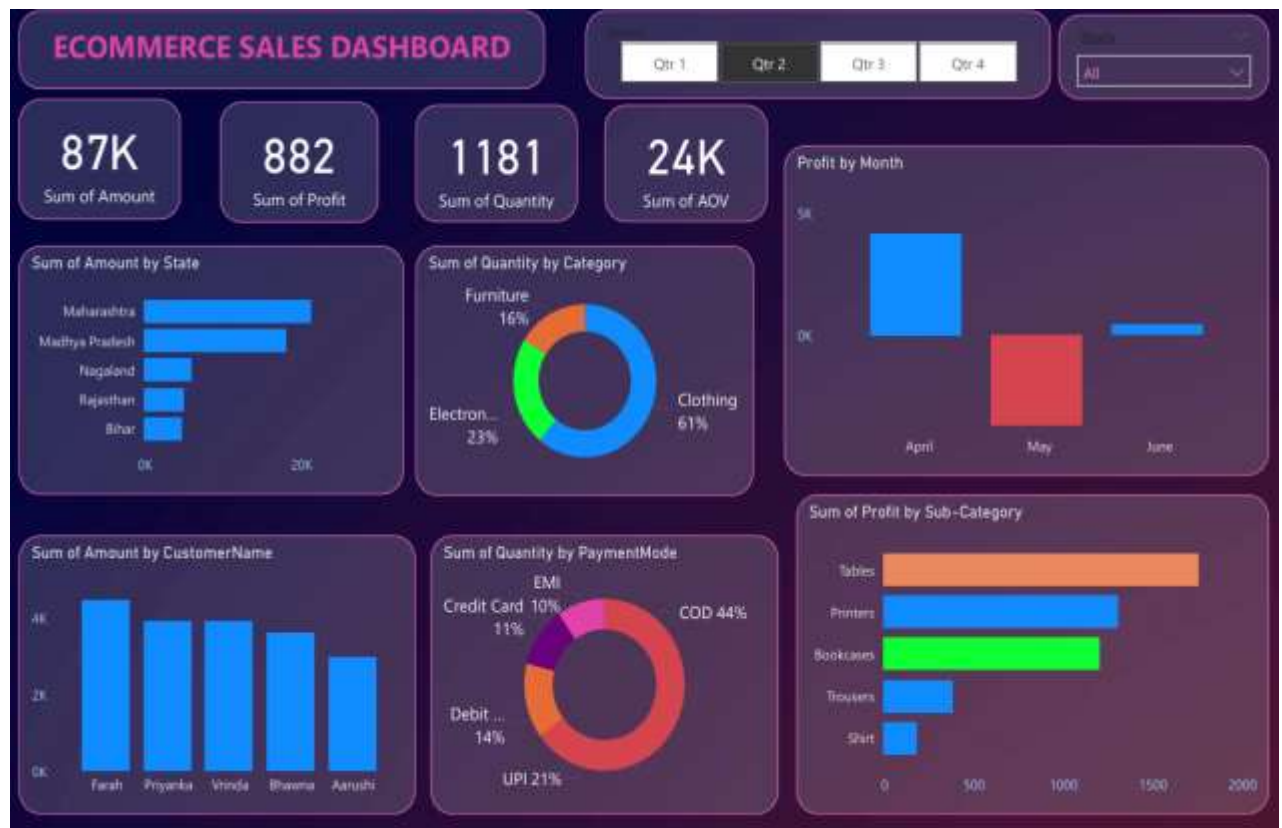 ECOMMERCE SALES DASHBOARD
Qtr 1
Qtr 2
Qtr 3
Qtr 4
All
87K
Sum of Amount
882
Sum of Profit
1181
Sum of Quantity
24K
Sum of AOV
Profit by Month
5K
0K
April
May
June
Sum of Amount by State
Maharashtra
Madhya Pradesh
Nagaland
Rajasthan
Bihar
0K
20K
Sum of Quantity by Category
Furniture
16%
Electron...
23%
Clothing
61%
Sum of Amount by CustomerName
4K
2K
0K
Farah
Priyanka
Vrinda
Bhawna
Aarushi
Sum of Quantity by PaymentMode
EMI
10%
Credit Card
11%
COD 44%
Debit ...
14%
UPI 21%
Sum of Profit by Sub-Category
Tables
Printers
Bookcases
Trousers
Shirt
0
500
1000
1500
2000